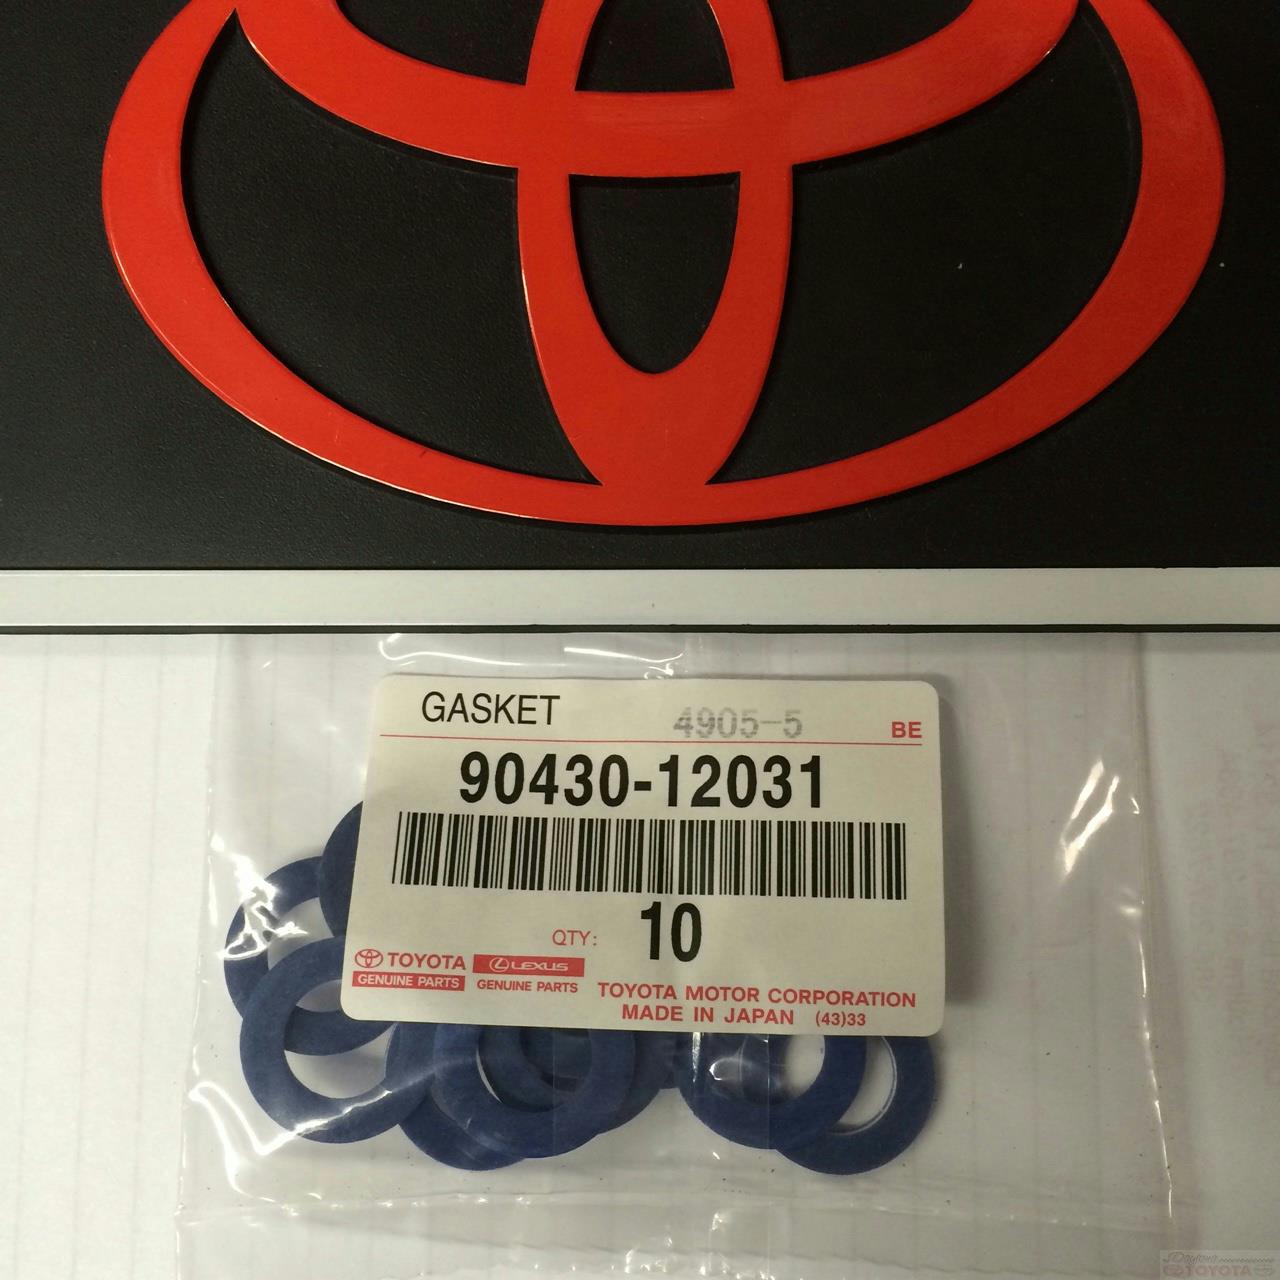 GASKET 4905-5 BE
90430-12031
10
QTY:
TOYOTA LEXUS
GENUINE PARTS GENUINE PARTS
TOYOTA MOTOR CORPORATION
MADE IN JAPAN (43)33
TOYOTA